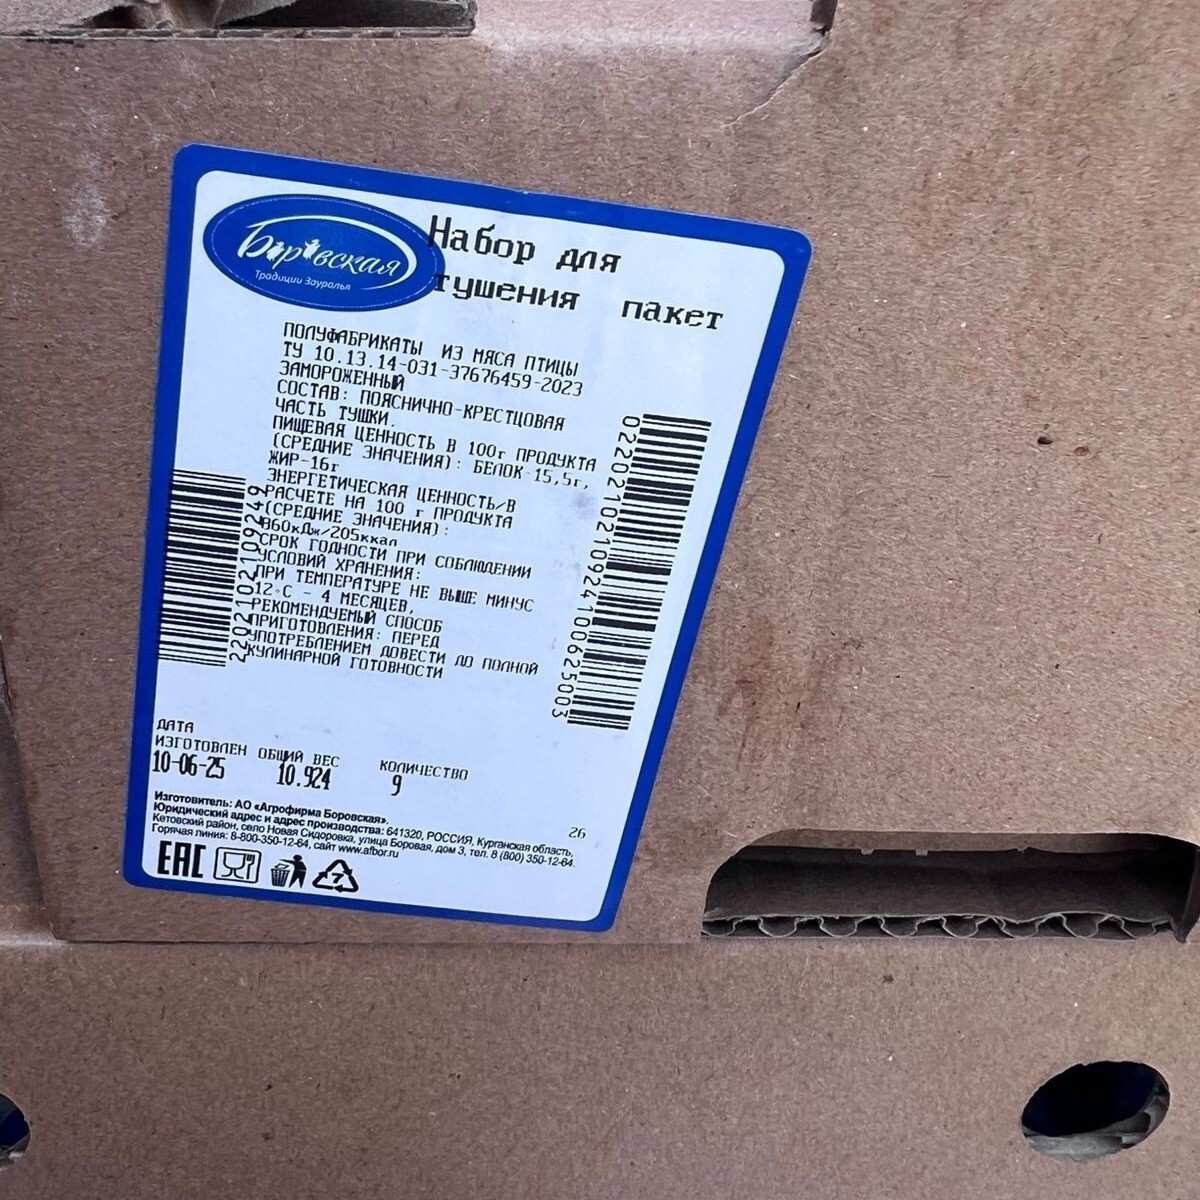 Боровская
Традиции Зауралья
Набор для
тушения пакет
ПОЛУФАБРИКАТЫ ИЗ МЯСА ПТИЦЫ
ТУ 10.13.14-031-37676459-2023
ЗАМОРОЖЕННЫЙ
СОСТАВ: ПОЯСНИЧНО-КРЕСТЦОВАЯ
ЧАСТЬ ТУШКИ.
ПИЩЕВАЯ ЦЕННОСТЬ В 100г ПРОДУКТА
(СРЕДНИЕ ЗНАЧЕНИЯ): БЕЛОК-15,5г,
ЖИР-16г
ЭНЕРГЕТИЧЕСКАЯ ЦЕННОСТЬ/В
РАСЧЕТЕ НА 100 г ПРОДУКТА
(СРЕДНИЕ ЗНАЧЕНИЯ):
860кДж/205ккал
СРОК ГОДНОСТИ ПРИ СОБЛЮДЕНИИ
УСЛОВИЙ ХРАНЕНИЯ:
ПРИ ТЕМПЕРАТУРЕ НЕ ВЫШЕ МИНУС
12°С - 4 МЕСЯЦЕВ,
РЕКОМЕНДУЕМЫЙ СПОСОБ
ПРИГОТОВЛЕНИЯ: ПЕРЕД
УПОТРЕБЛЕНИЕМ ДОВЕСТИ ДО ПОЛНОЙ
КУЛИНАРНОЙ ГОТОВНОСТИ
2202102109249
0220210210924100625003
ДАТА
ИЗГОТОВЛЕН ОБЩИЙ ВЕС КОЛИЧЕСТВО
10-06-25 10.924 9
26
Изготовитель: АО «Агрофирма Боровская».
Юридический адрес и адрес производства: 641320, РОССИЯ, Курганская область,
Кетовский район, село Новая Сидоровка, улица Боровая, дом 3, тел. 8 (800) 350-12-64.
Горячая линия: 8-800-350-12-64, сайт www.afbor.ru
ЕАС
7